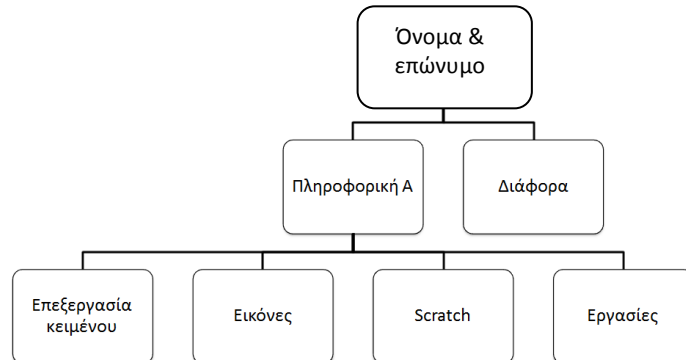 Όνομα &
επώνυμο
Πληροφορική Α
Διάφορα
Επεξεργασία
κειμένου
Εικόνες
Scratch
Εργασίες